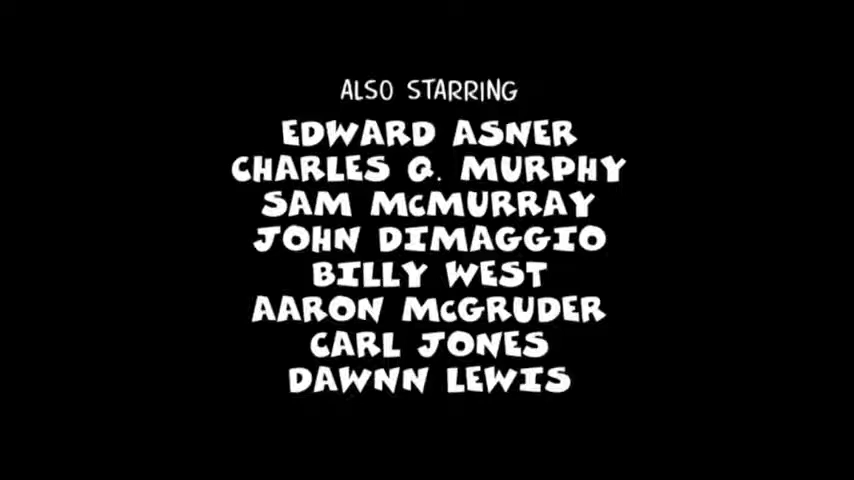 ALSO STARRING
EDWARD ASNER
CHARLES Q. MURPHY
SAM McMURRAY
JOHN DIMAGGIO
BILLY WEST
AARON McGRUDER
CARL JONES
DAWNN LEWIS